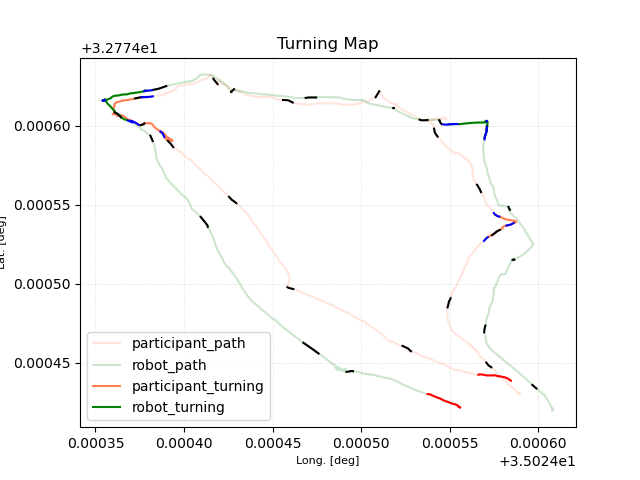 Turning Map
+3.2774e1
0.00060
0.00055
0.00050
0.00045
Lat. [deg]
participant_path
robot_path
participant_turning
robot_turning
0.00035 0.00040 0.00045 0.00050 0.00055 0.00060
Long. [deg]
+3.5024e1